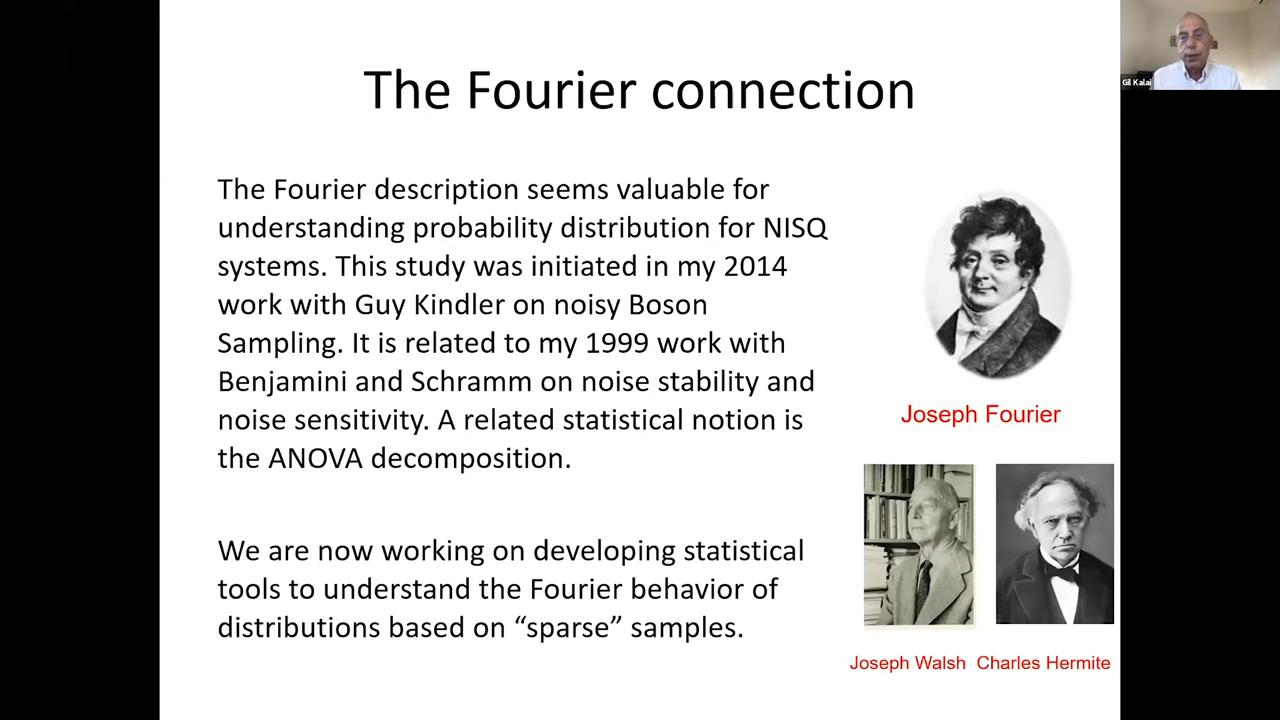 The Fourier connection
The Fourier description seems valuable for
understanding probability distribution for NISQ
systems. This study was initiated in my 2014
work with Guy Kindler on noisy Boson
Sampling. It is related to my 1999 work with
Benjamini and Schramm on noise stability and
noise sensitivity. A related statistical notion is
the ANOVA decomposition.
We are now working on developing statistical
tools to understand the Fourier behavior of
distributions based on “sparse” samples.
Joseph Fourier
Joseph Walsh Charles Hermite
Gil Kalai